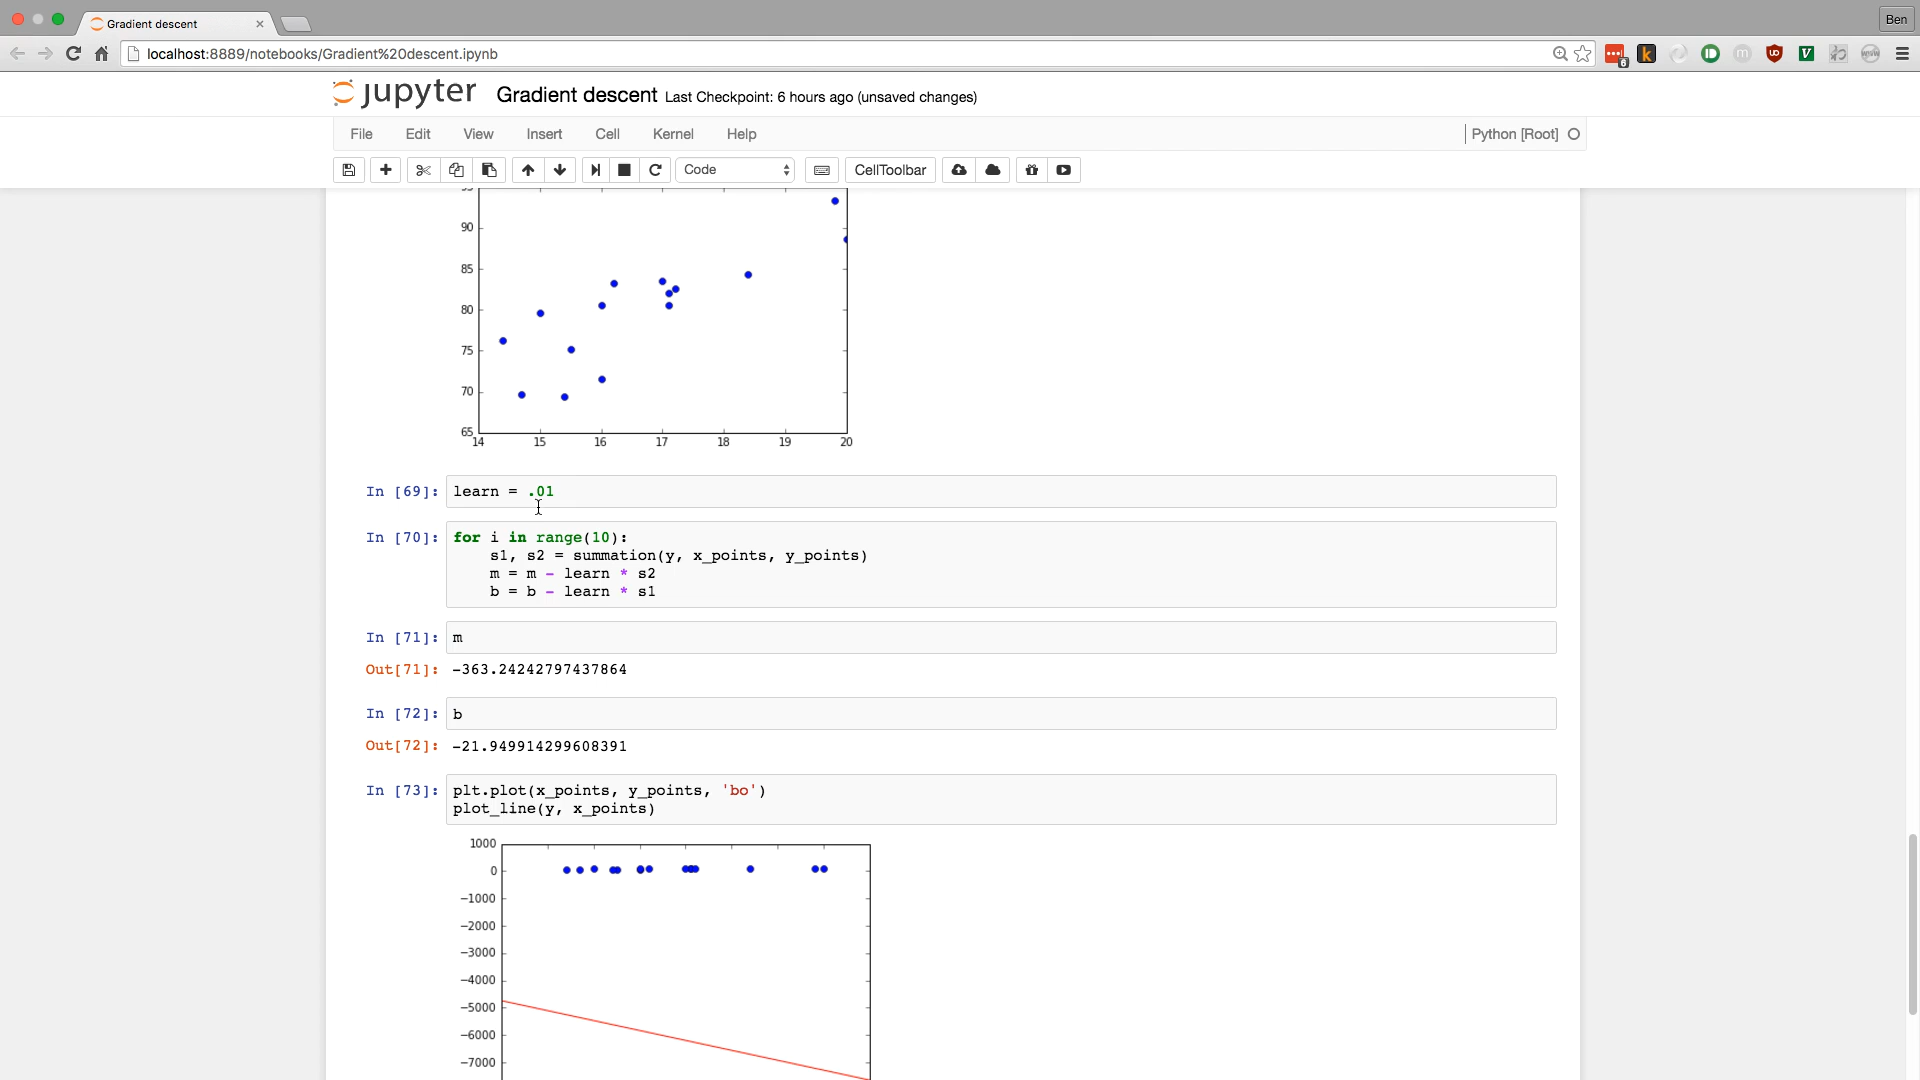 Gradient descent
Ben
localhost:8889/notebooks/Gradient%20descent.ipynb
jupyter Gradient descent Last Checkpoint: 6 hours ago (unsaved changes)
File Edit View Insert Cell Kernel Help Python [Root]
Code CellToolbar
95
90
85
80
75
70
65
14 15 16 17 18 19 20
In [69]: learn = .01
In [70]: for i in range(10):
s1, s2 = summation(y, x_points, y_points)
m = m - learn * s2
b = b - learn * s1
In [71]: m
Out[71]: -363.24242797437864
In [72]: b
Out[72]: -21.949914299608391
In [73]: plt.plot(x_points, y_points, 'bo')
plot_line(y, x_points)
1000
0
−1000
−2000
−3000
−4000
−5000
−6000
−7000